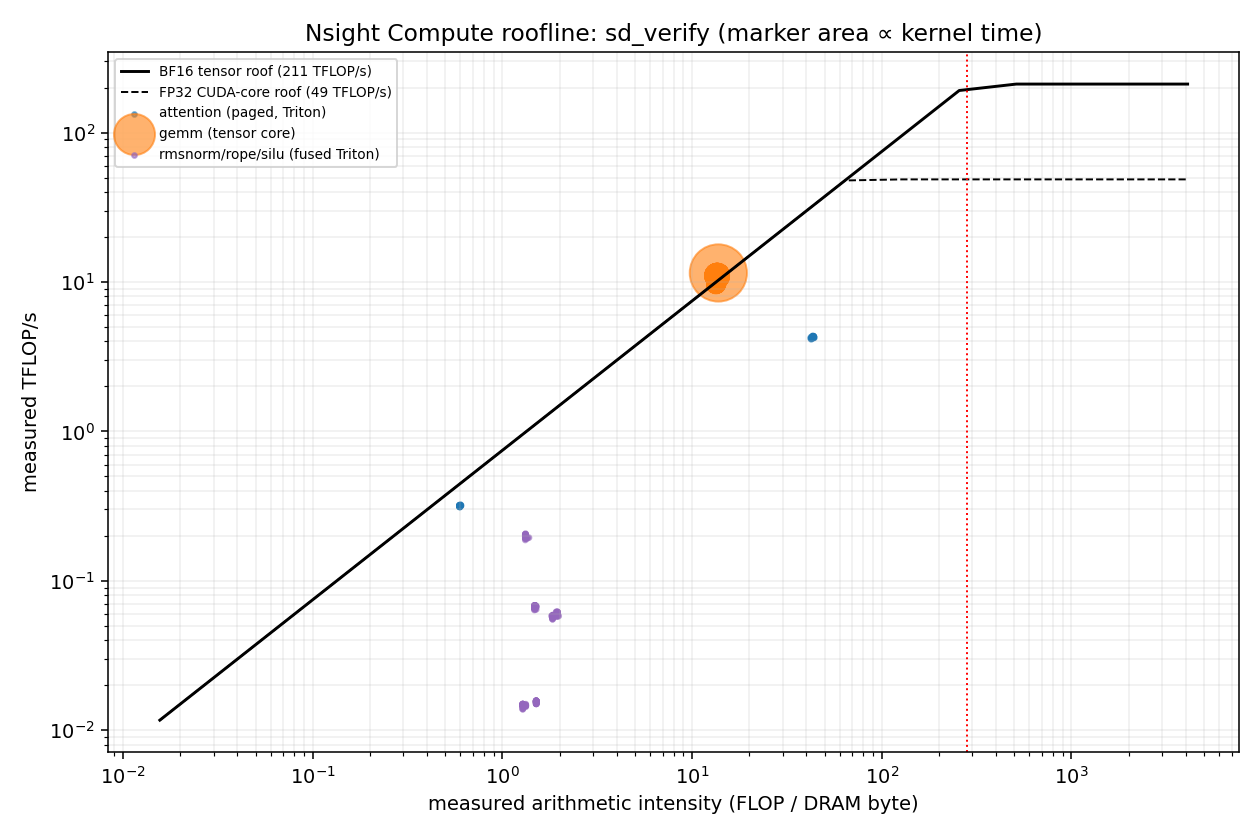 Nsight Compute roofline: sd_verify (marker area ∝ kernel time)
BF16 tensor roof (211 TFLOP/s)
FP32 CUDA-core roof (49 TFLOP/s)
attention (paged, Triton)
gemm (tensor core)
rmsnorm/rope/silu (fused Triton)
measured TFLOP/s
10²
10¹
10⁰
10⁻¹
10⁻²
10⁻² 10⁻¹ 10⁰ 10¹ 10² 10³
measured arithmetic intensity (FLOP / DRAM byte)